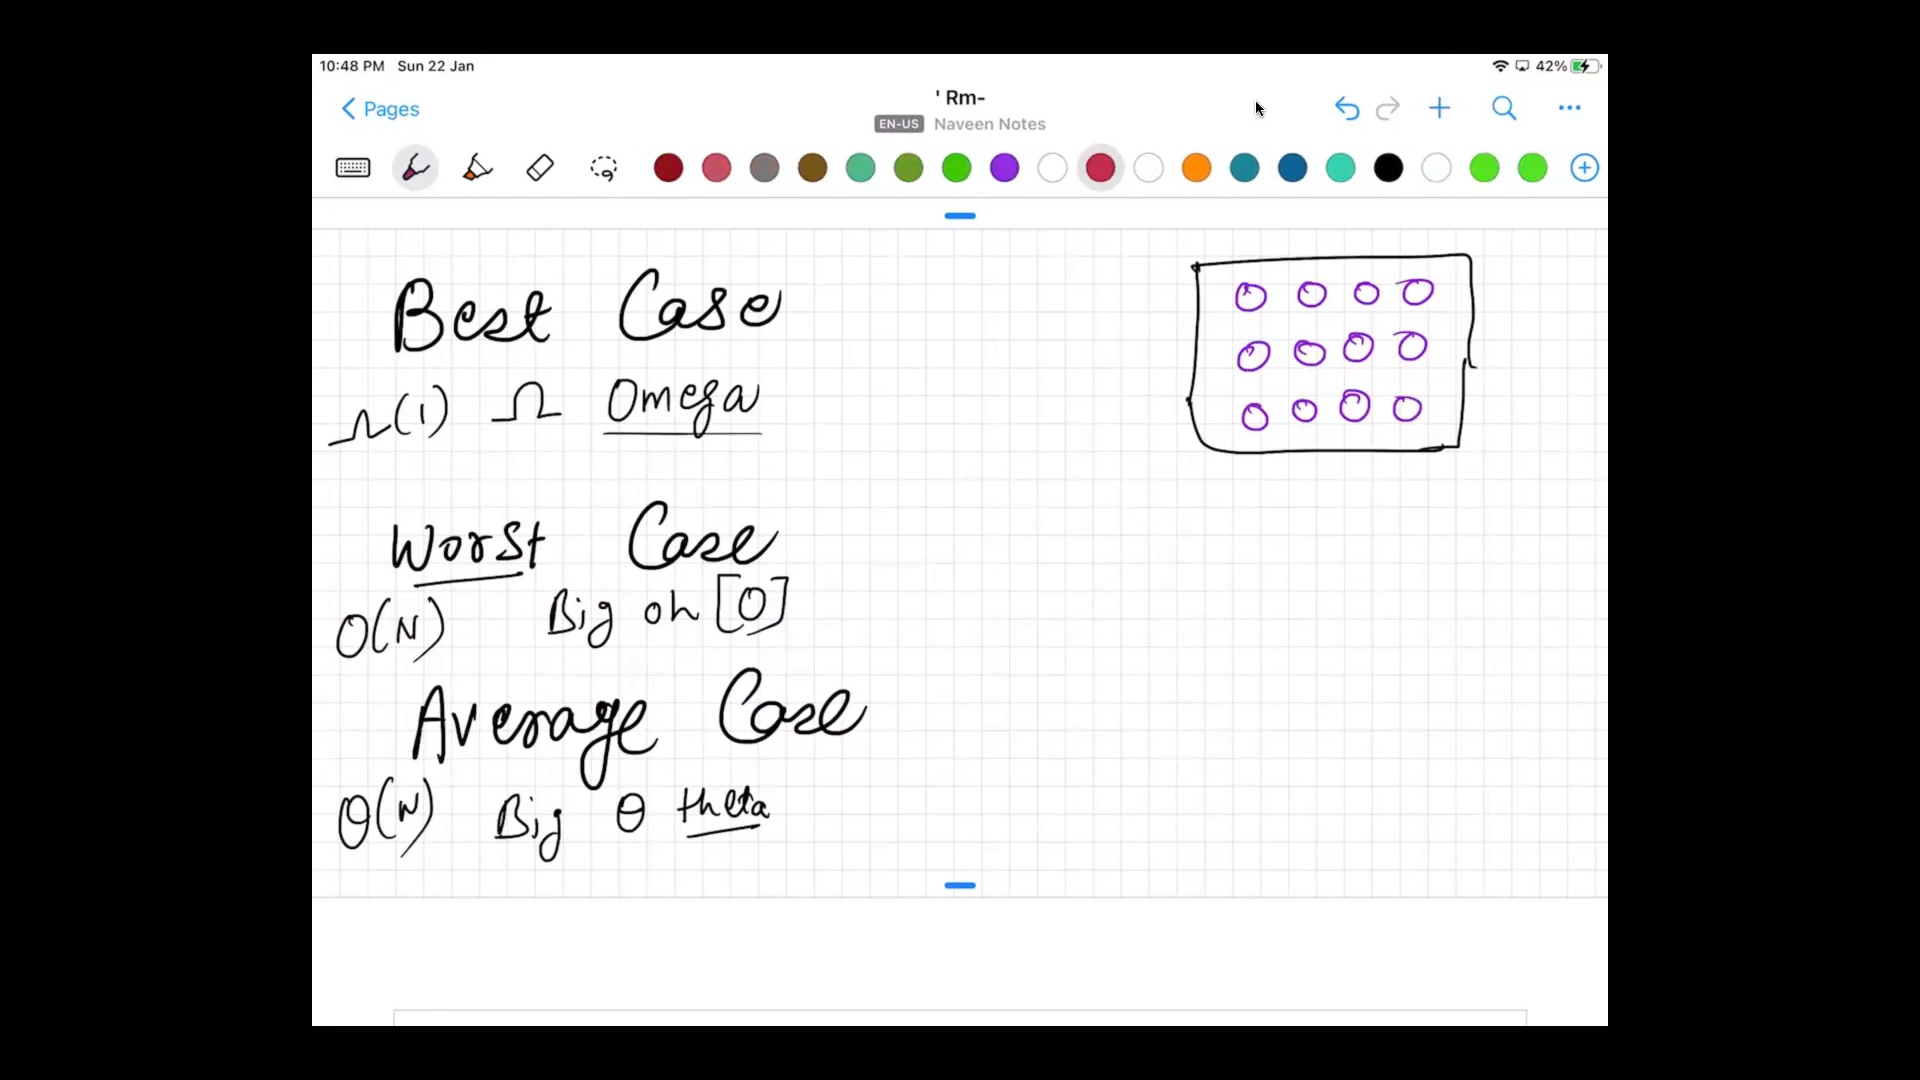 10:48 PM Sun 22 Jan
42%
Pages
' Rm-
EN-US Naveen Notes
Best Case
Ω(1) Ω Omega
Worst Case
O(N) Big oh [O]
Average Case
θ(N) Big θ theta